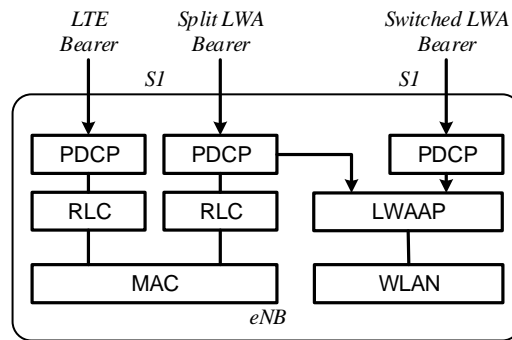 LTE Bearer
Split LWA Bearer
Switched LWA Bearer
S1
S1
PDCP
PDCP
PDCP
RLC
RLC
LWAAP
MAC
WLAN
eNB